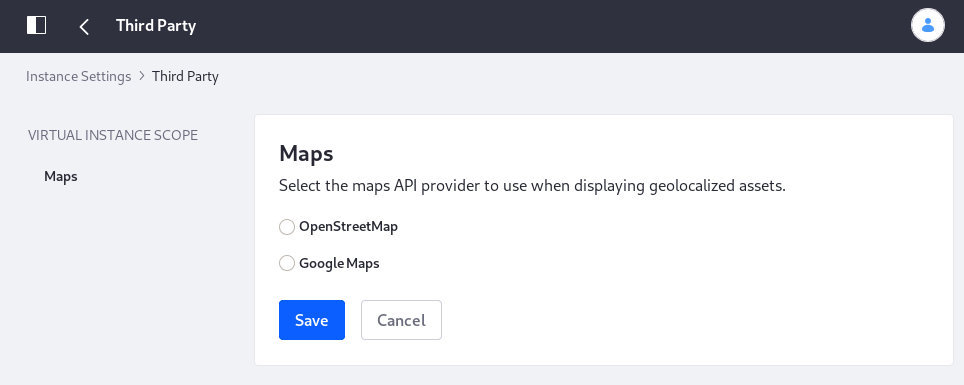 Third Party
Instance Settings > Third Party
VIRTUAL INSTANCE SCOPE
Maps
Maps
Select the maps API provider to use when displaying geolocalized assets.
OpenStreetMap
Google Maps
Save Cancel